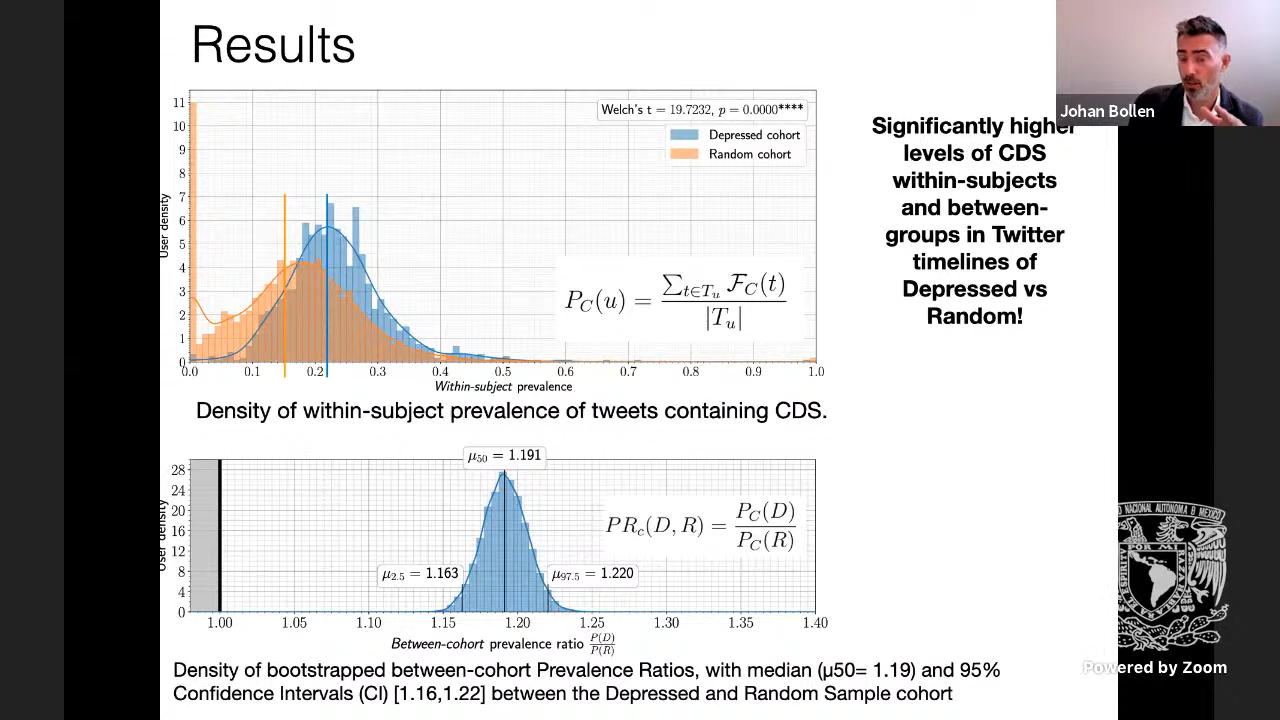 Results
Johan Bollen
Welch's t = 19.7232, p = 0.0000****
Depressed cohort
Random cohort
11
10
9
8
7
6
5
4
3
2
1
0
User density
P_C(u) = \frac{\sum_{t∈T_u} \mathcal{F}_C(t)}{|T_u|}
0.0 0.1 0.2 0.3 0.4 0.5 0.6 0.7 0.8 0.9 1.0
Within-subject prevalence
Density of within-subject prevalence of tweets containing CDS.
Significantly higher
levels of CDS
within-subjects
and between-
groups in Twitter
timelines of
Depressed vs
Random!
μ50 = 1.191
28
24
20
16
12
8
4
0
User density
PR_c(D, R) = \frac{P_C(D)}{P_C(R)}
μ2.5 = 1.163
μ97.5 = 1.220
1.00 1.05 1.10 1.15 1.20 1.25 1.30 1.35 1.40
Between-cohort prevalence ratio P(D)/P(R)
Density of bootstrapped between-cohort Prevalence Ratios, with median (μ50= 1.19) and 95%
Confidence Intervals (CI) [1.16,1.22] between the Depressed and Random Sample cohort
Powered by Zoom